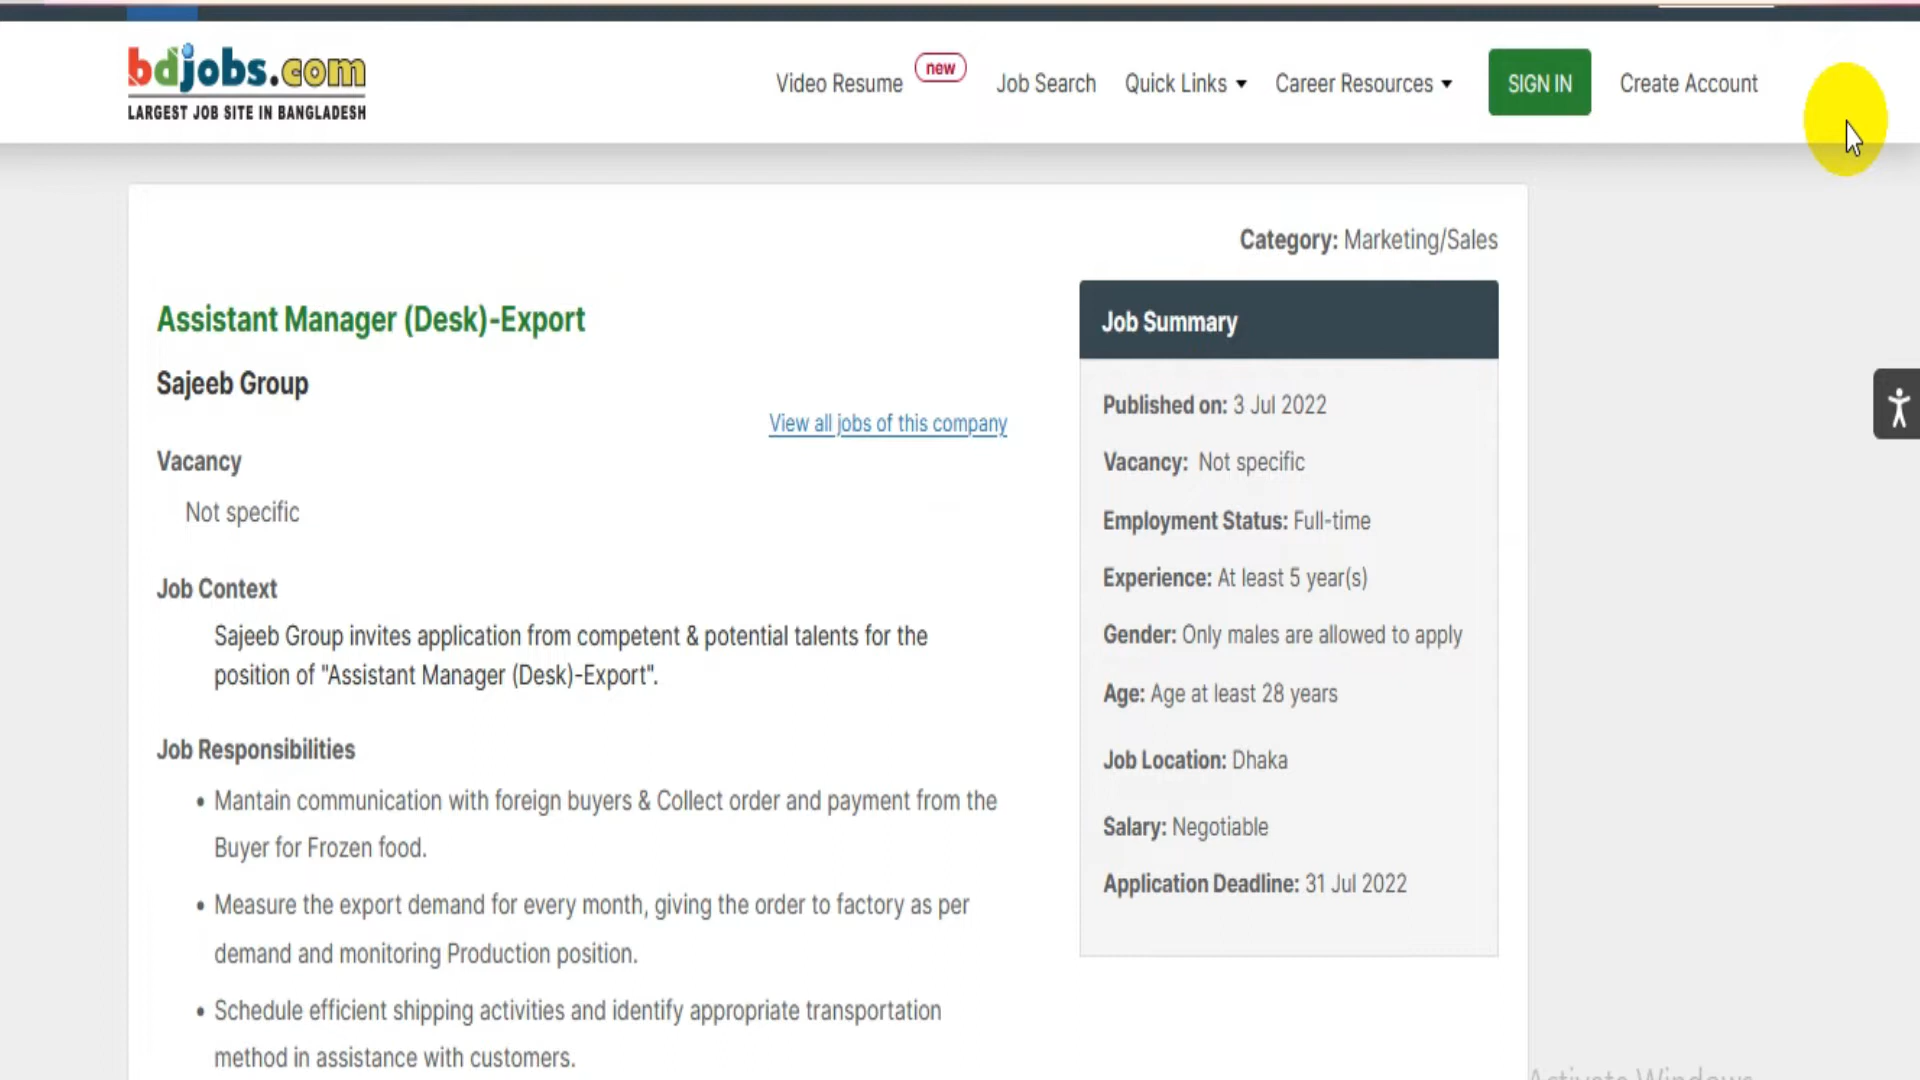 bdjobs.com
LARGEST JOB SITE IN BANGLADESH
Video Resume new Job Search Quick Links Career Resources SIGN IN Create Account
Category: Marketing/Sales
Assistant Manager (Desk)-Export
Sajeeb Group
View all jobs of this company
Vacancy
Not specific
Job Context
Sajeeb Group invites application from competent & potential talents for the
position of "Assistant Manager (Desk)-Export".
Job Responsibilities
• Mantain communication with foreign buyers & Collect order and payment from the
Buyer for Frozen food.
• Measure the export demand for every month, giving the order to factory as per
demand and monitoring Production position.
• Schedule efficient shipping activities and identify appropriate transportation
method in assistance with customers.
Job Summary
Published on: 3 Jul 2022
Vacancy: Not specific
Employment Status: Full-time
Experience: At least 5 year(s)
Gender: Only males are allowed to apply
Age: Age at least 28 years
Job Location: Dhaka
Salary: Negotiable
Application Deadline: 31 Jul 2022
Activate Windows